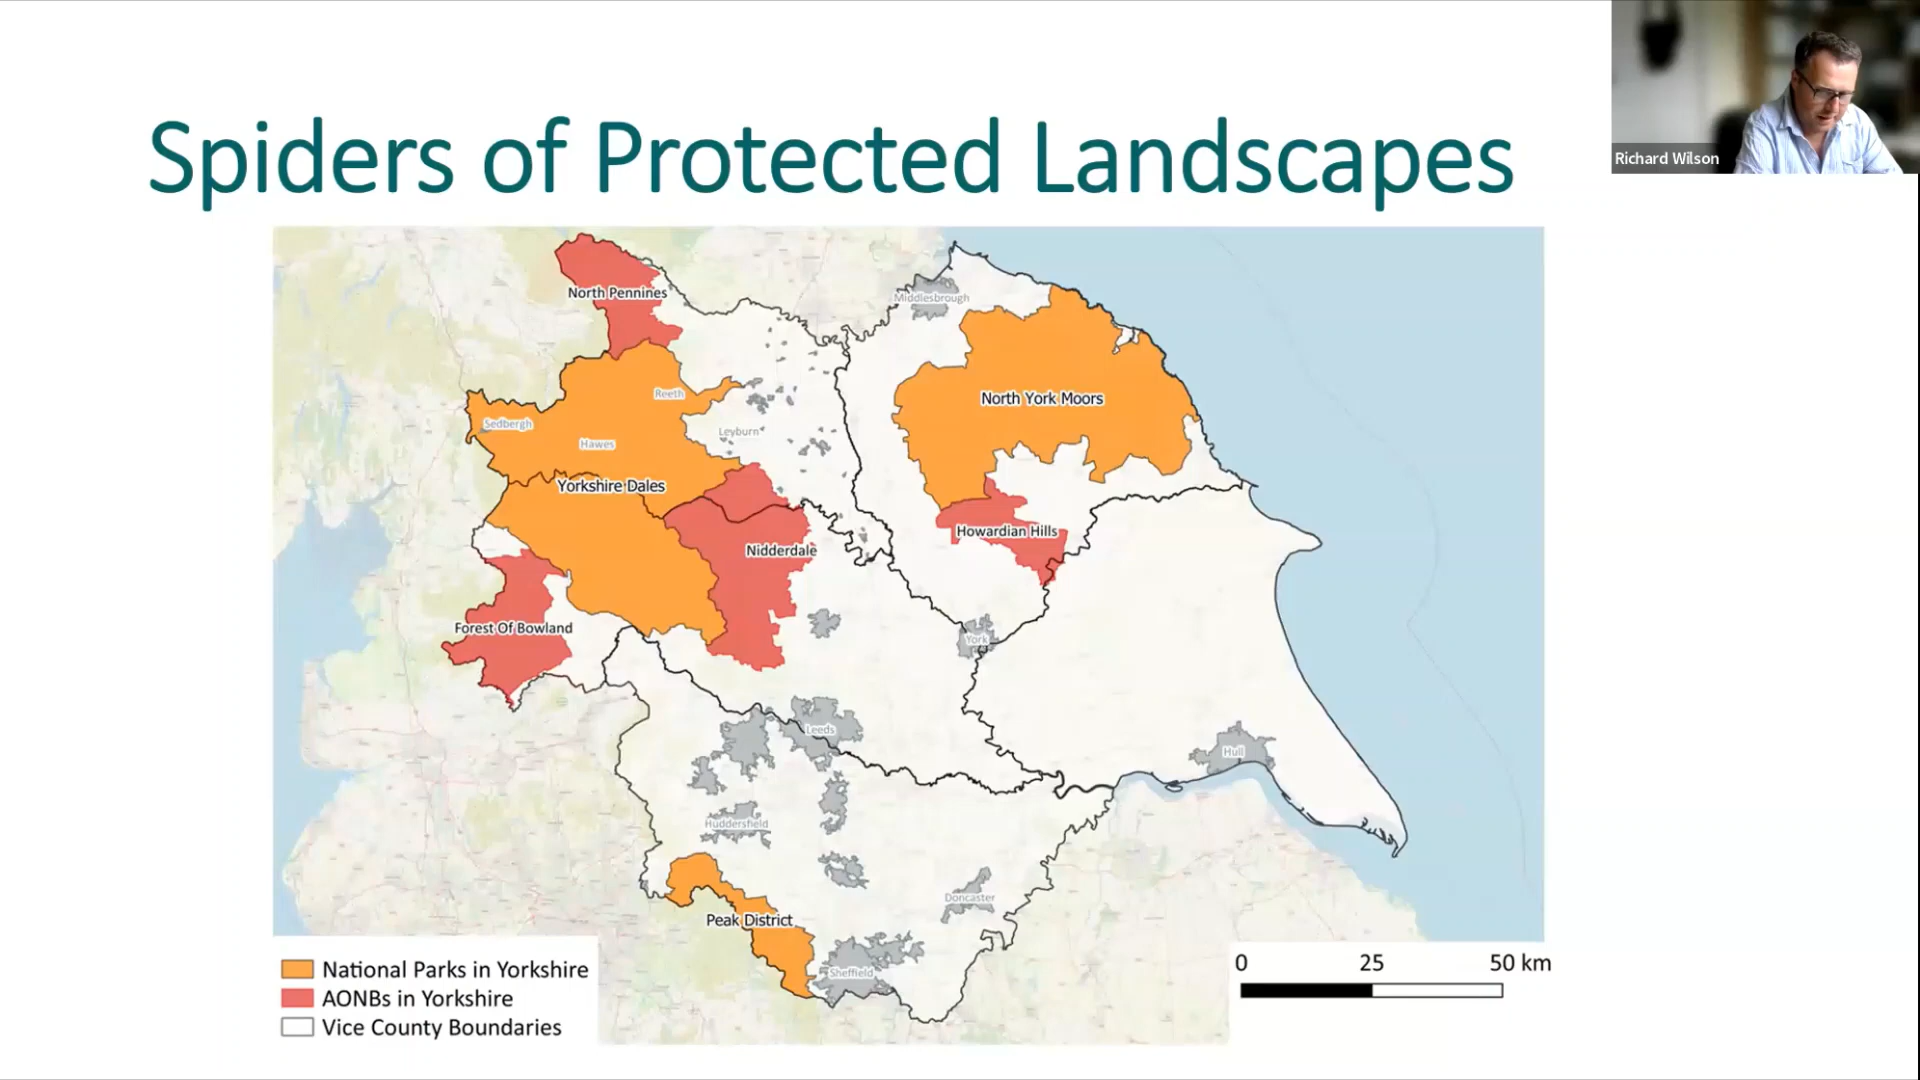 Spiders of Protected Landscapes
Richard Wilson
North Pennines
Middlesbrough
Reeth
North York Moors
Sedbergh
Leyburn
Hawes
Yorkshire Dales
Howardian Hills
Nidderdale
Forest Of Bowland
York
Leeds
Hull
Huddersfield
Doncaster
Peak District
Sheffield
National Parks in Yorkshire
AONBs in Yorkshire
Vice County Boundaries
0 25 50 km